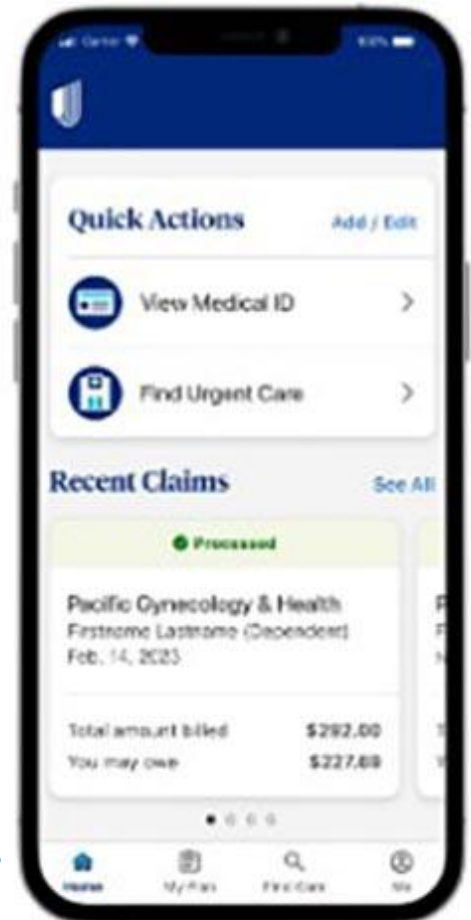 Carrier 100%
Quick Actions Add / Edit
View Medical ID
Find Urgent Care
Recent Claims See All
Processed
Pacific Gynecology & Health
Firstname Lastname (Dependent)
Feb. 14, 2023
Total amount billed $292.00
You may owe
Home My Plan Find Care Me